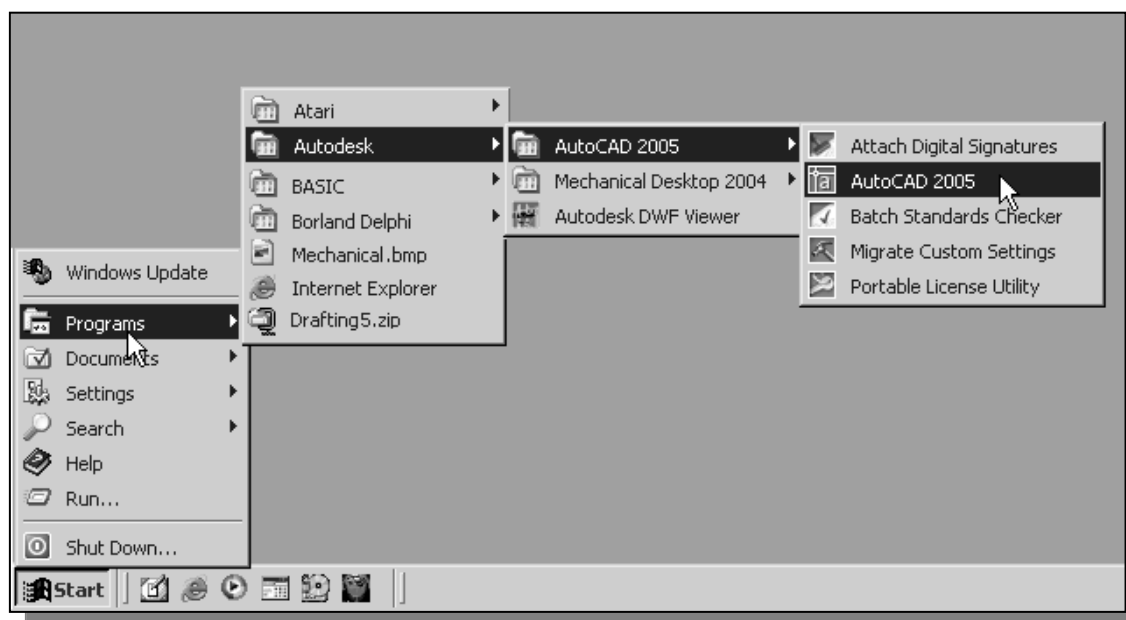 Atari
Autodesk
BASIC
Borland Delphi
Mechanical.bmp
Internet Explorer
Drafting5.zip
AutoCAD 2005
Mechanical Desktop 2004
Autodesk DWF Viewer
Attach Digital Signatures
AutoCAD 2005
Batch Standards Checker
Migrate Custom Settings
Portable License Utility
Windows Update
Programs
Documents
Settings
Search
Help
Run...
Shut Down...
Start